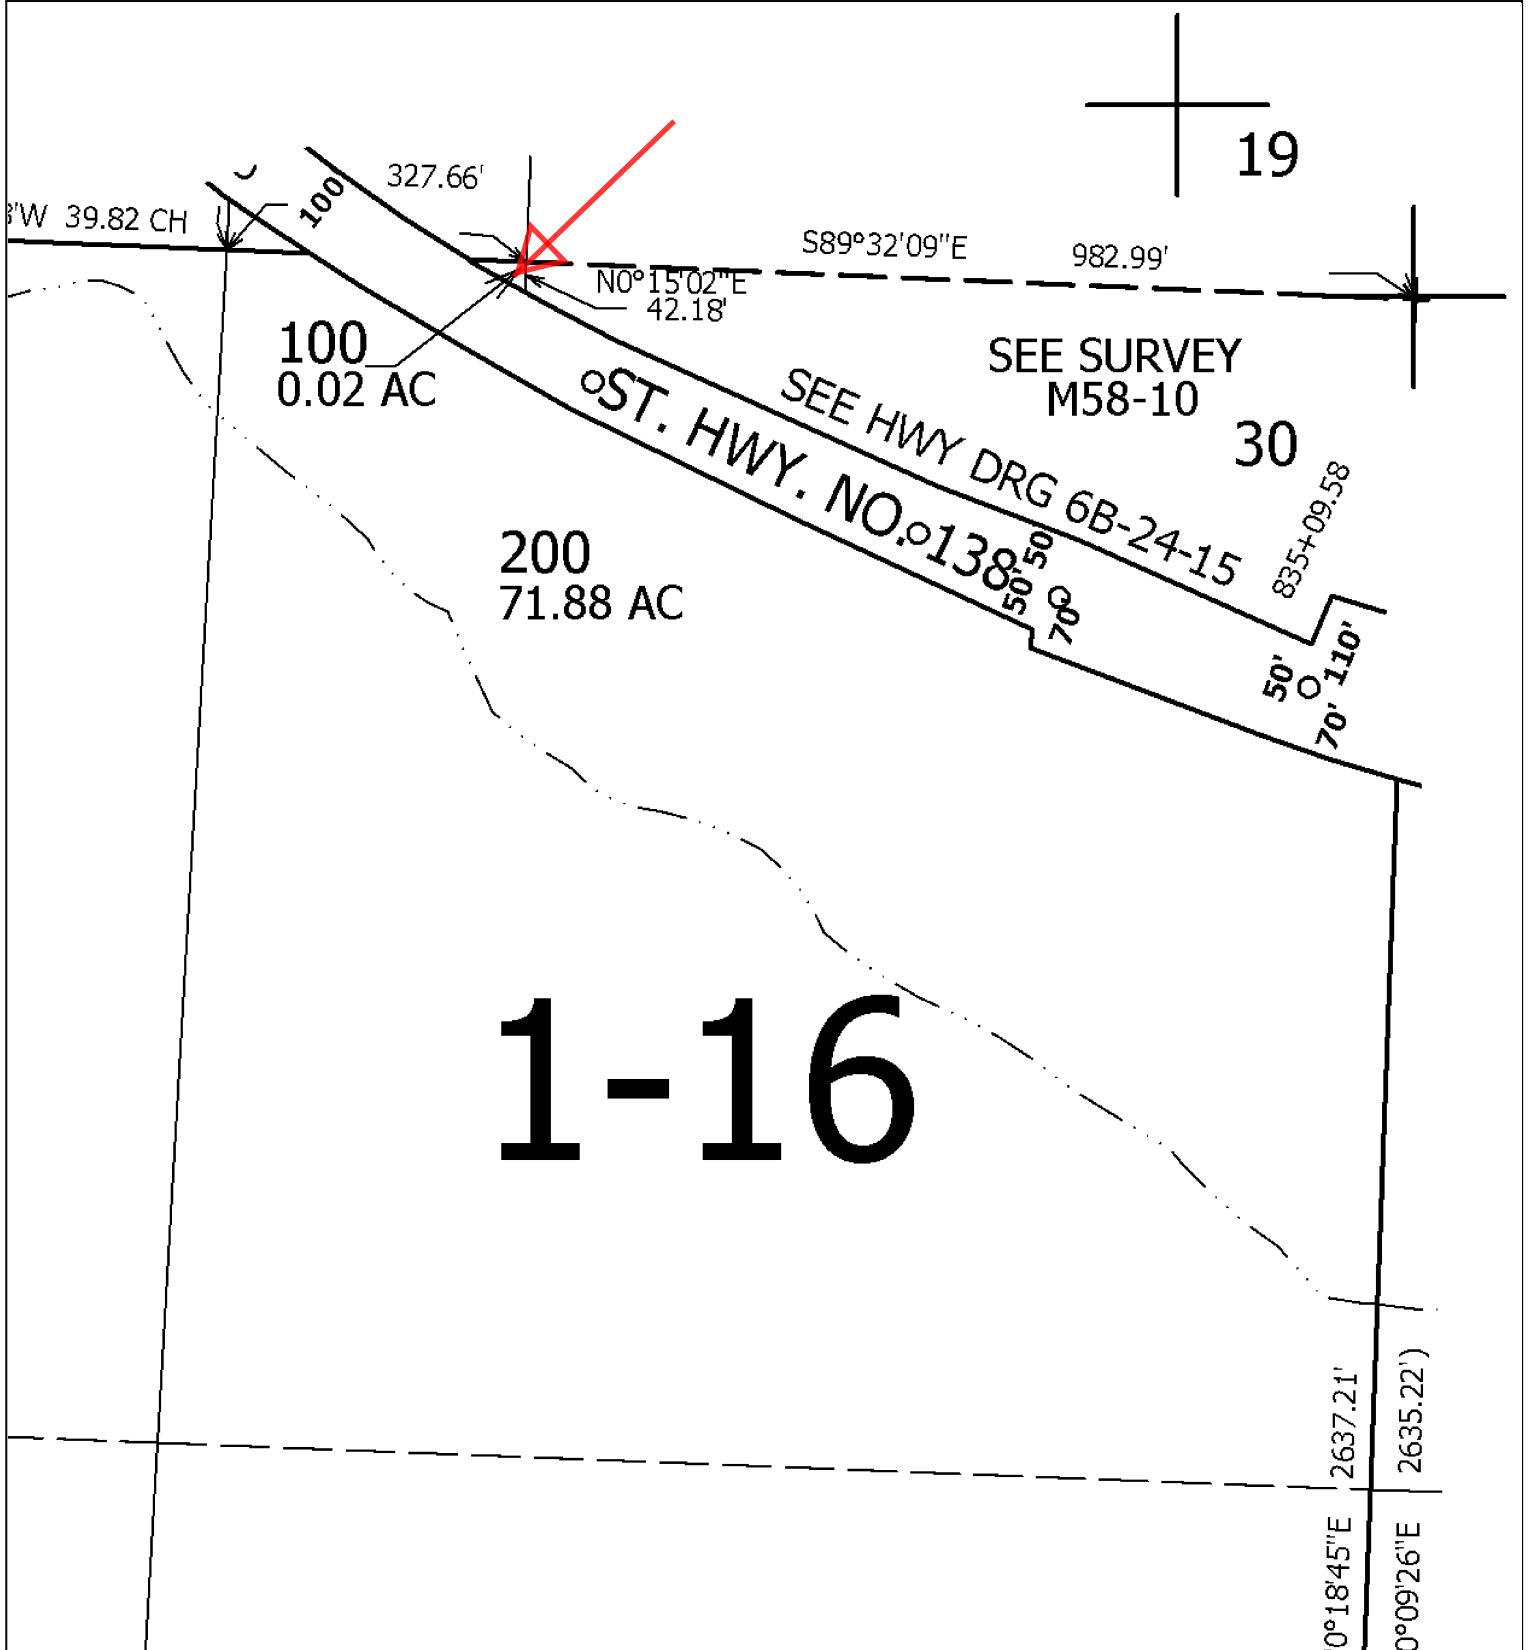 19
327.66'
100
'W 39.82 CH
S89°32'09"E
982.99'
N0°15'02"E
42.18'
100
0.02 AC
SEE SURVEY
M58-10
30
SEE HWY DRG 6B-24-15
ST. HWY. NO. 138
835+09.58
50' 50
70'
200
71.88 AC
50' 110'
70'
1-16
2637.21'
2635.22')
0°18'45"E
0°09'26"E